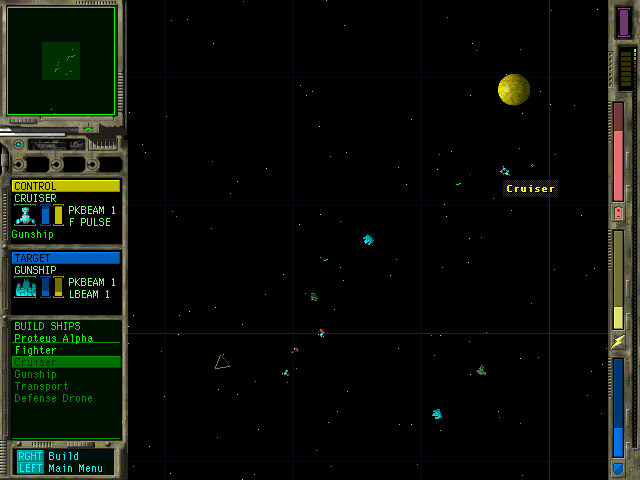 CONTROL
CRUISER
PKBEAM 1
F PULSE
Gunship
TARGET
GUNSHIP
PKBEAM 1
LBEAM 1
BUILD SHIPS
Proteus Alpha
Fighter
Cruiser
Gunship
Transport
Defense Drone
RGHT Build
LEFT Main Menu
Cruiser